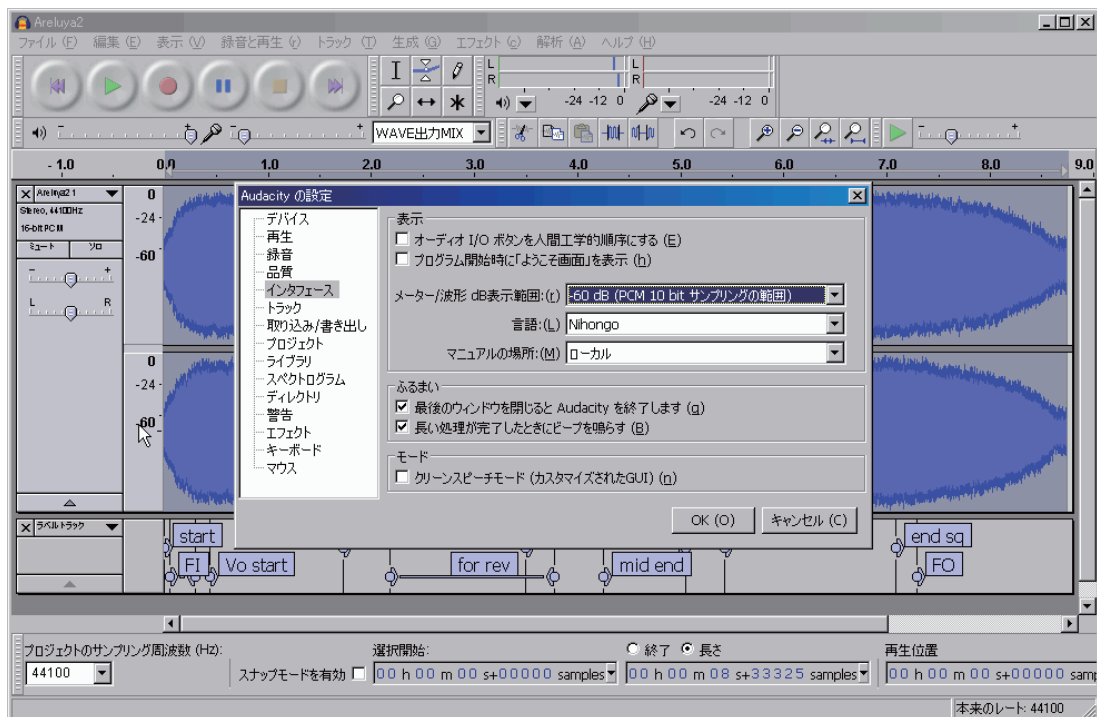 Areluya2
ファイル (F) 編集 (E) 表示 (V) 録音と再生 (r) トラック (T) 生成 (G) エフェクト (c) 解析 (A) ヘルプ (H)
L
R
L
R
-24 -12 0
-24 -12 0
WAVE出力MIX
- 1.0 0.0 1.0 2.0 3.0 4.0 5.0 6.0 7.0 8.0 9.0
Areluya2 1
Stereo, 44100Hz
16-bit PCM
ミュート ソロ
- +
L R
0
-24
-60
0
-24
-60
Audacity の設定
デバイス
再生
録音
品質
インタフェース
トラック
取り込み/書き出し
プロジェクト
ライブラリ
スペクトログラム
ディレクトリ
警告
エフェクト
キーボード
マウス
表示
オーディオ I/O ボタンを人間工学的順序にする (E)
プログラム開始時に「ようこそ画面」を表示 (h)
メーター/波形 dB表示範囲:(r) -60 dB (PCM 10 bit サンプリングの範囲)
言語:(L) Nihongo
マニュアルの場所:(M) ローカル
ふるまい
最後のウィンドウを閉じると Audacity を終了します (q)
長い処理が完了したときにビープを鳴らす (B)
モード
クリーンスピーチモード (カスタマイズされたGUI) (n)
OK (O) キャンセル (C)
ラベルトラック
start
end sq
FI
Vo start
for rev
mid end
FO
プロジェクトのサンプリング周波数 (Hz):
44100
スナップモードを有効
選択開始:
00 h 00 m 00 s+00000 samples
終了 長さ
00 h 00 m 08 s+33325 samples
再生位置
00 h 00 m 00 s+00000 samp
本来のレート: 44100